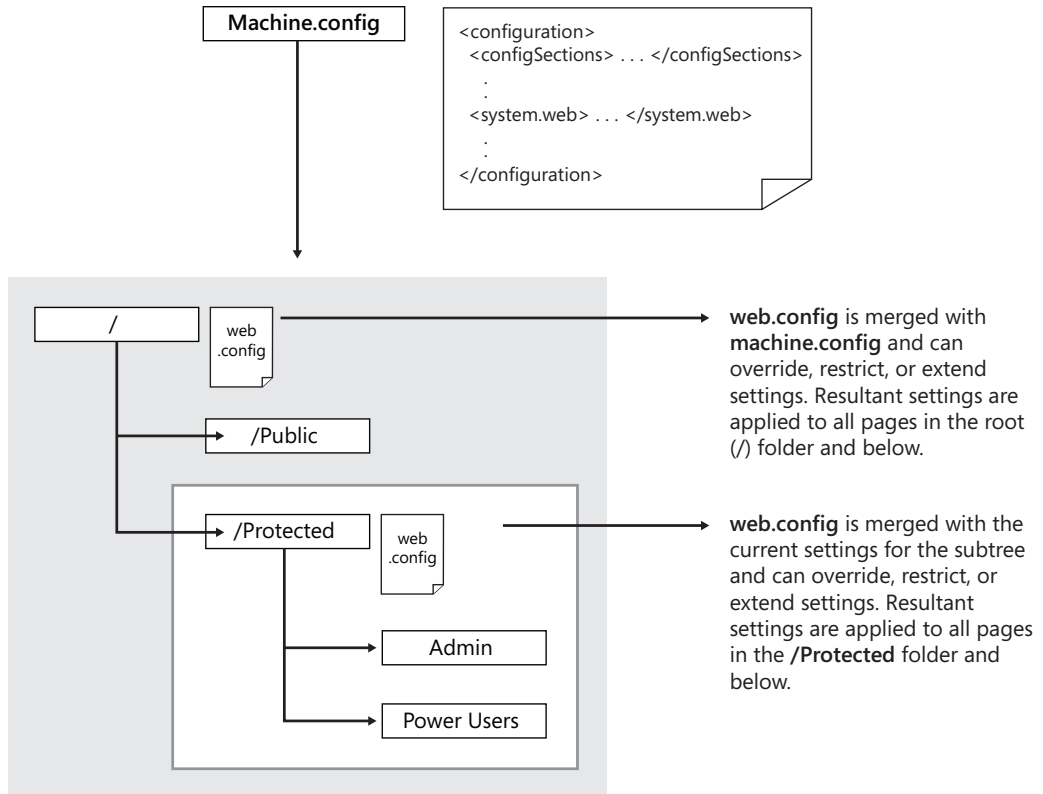 Machine.config
<configuration>
<configSections> . . . </configSections>
.
.
<system.web> . . . </system.web>
.
.
</configuration>
/
web
.config
web.config is merged with
machine.config and can
override, restrict, or extend
settings. Resultant settings are
applied to all pages in the root
(/) folder and below.
/Public
/Protected
web
.config
web.config is merged with the
current settings for the subtree
and can override, restrict, or
extend settings. Resultant
settings are applied to all pages
in the /Protected folder and
below.
Admin
Power Users